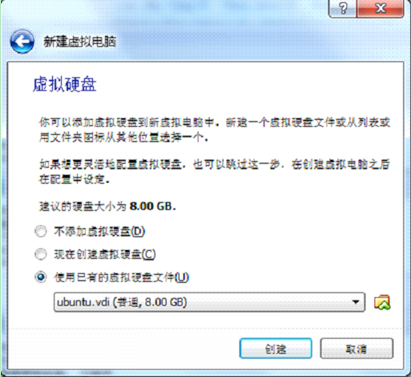 新建虚拟电脑
虚拟硬盘
你可以添加虚拟硬盘到新虚拟电脑中。新建一个虚拟硬盘文件或从列表或
用文件夹图标从其他位置选择一个。
如果想更灵活地配置虚拟硬盘，也可以跳过这一步，在创建虚拟电脑之后
在配置中设定。
建议的硬盘大小为 8.00 GB。
不添加虚拟硬盘(D)
现在创建虚拟硬盘(C)
使用已有的虚拟硬盘文件(U)
ubuntu.vdi (普通, 8.00 GB)
创建
取消